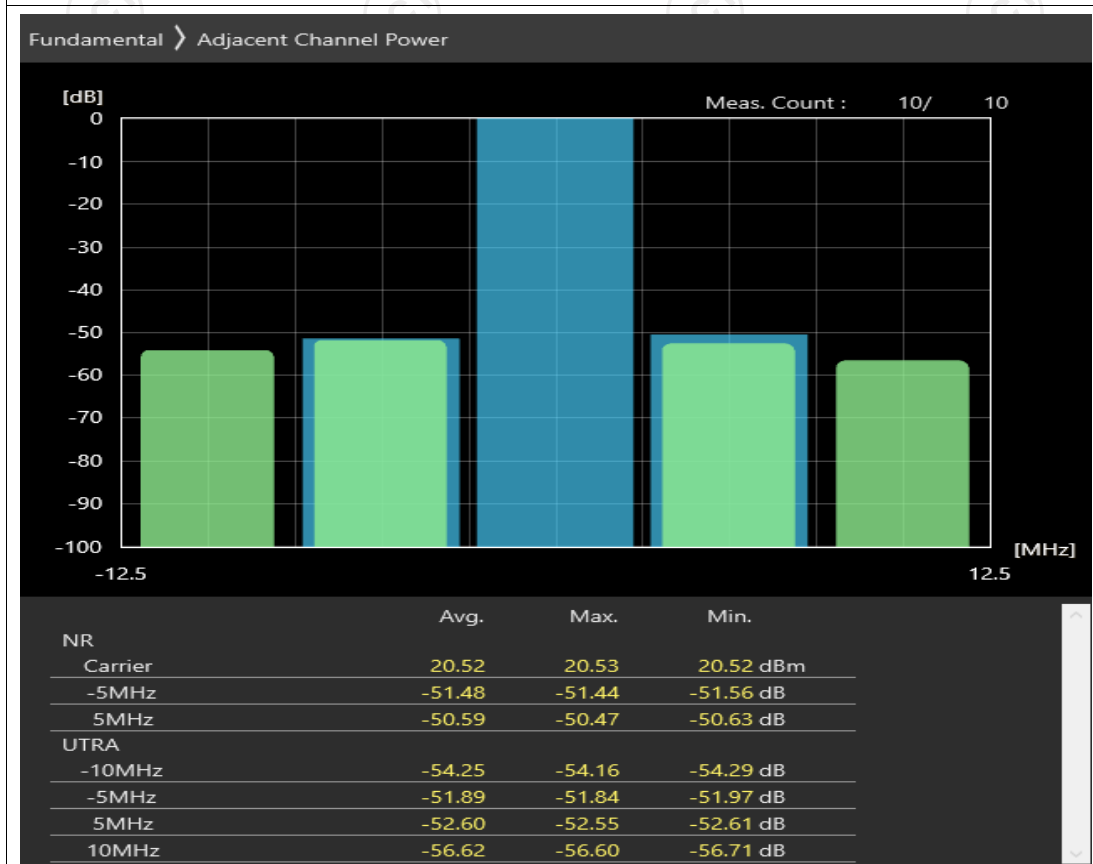 Fundamental ❯ Adjacent Channel Power
[dB]
Meas. Count : 10/ 10
0
-10
-20
-30
-40
-50
-60
-70
-80
-90
-100
[MHz]
-12.5 12.5
Avg. Max. Min.
NR
Carrier 20.52 20.53 20.52 dBm
-5MHz -51.48 -51.44 -51.56 dB
5MHz -50.59 -50.47 -50.63 dB
UTRA
-10MHz -54.25 -54.16 -54.29 dB
-5MHz -51.89 -51.84 -51.97 dB
5MHz -52.60 -52.55 -52.61 dB
10MHz -56.62 -56.60 -56.71 dB